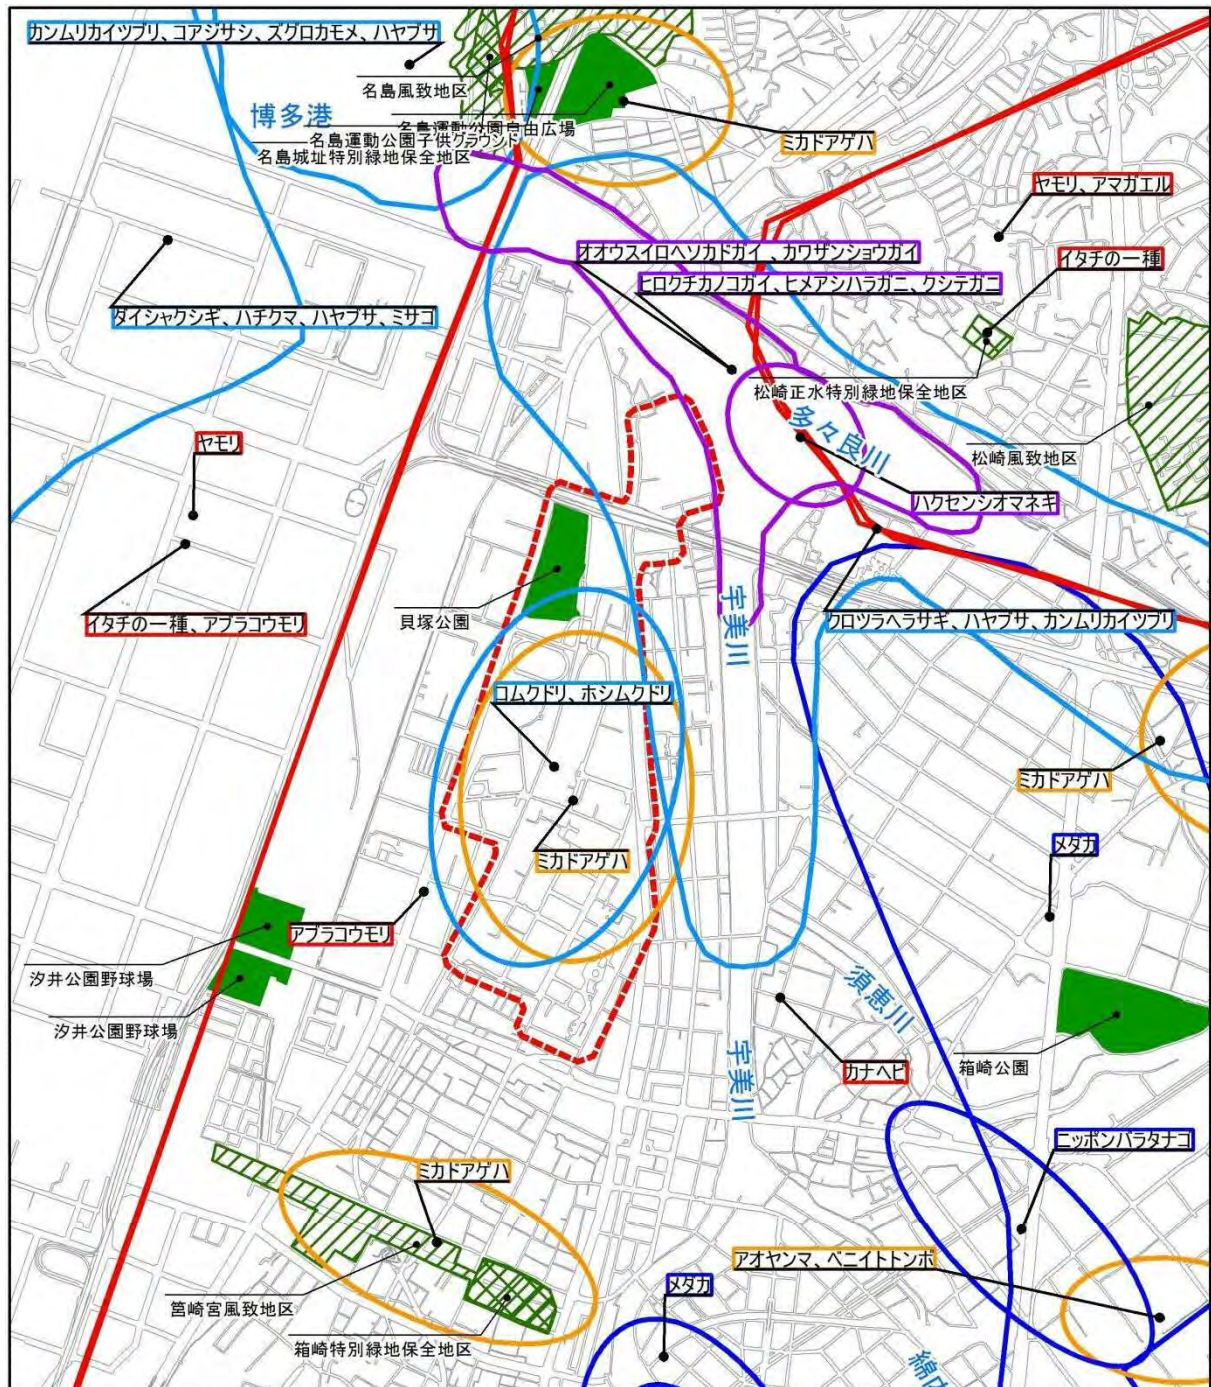 カンムリカイツブリ、コアジサシ、ズグロカモメ、ハヤブサ
名島風致地区
博多港
名島運動公園自由広場
名島運動公園子供グラウンド
名島城址特別緑地保全地区
ミカドアゲハ
ヤモリ、アマガエル
オオウスイロヘソカドガイ、カワザンショウガイ
イタチの一種
ヒロクチカノコガイ、ヒメアシハラガニ、クシテガニ
ダイシャクシギ、ハチクマ、ハヤブサ、ミサゴ
松崎正水特別緑地保全地区
多々良川
松崎風致地区
ヤモリ
ハクセンシオマネキ
イタチの一種、アブラコウモリ
貝塚公園
宇美川
クロツラヘラサギ、ハヤブサ、カンムリカイツブリ
コムクドリ、ホシムクドリ
ミカドアゲハ
ミカドアゲハ
メダカ
アブラコウモリ
汐井公園野球場
汐井公園野球場
須恵川
箱崎公園
宇美川
カナヘビ
ニッポンバラタナゴ
ミカドアゲハ
アオヤンマ、ベニイトトンボ
メダカ
筥崎宮風致地区
箱崎特別緑地保全地区